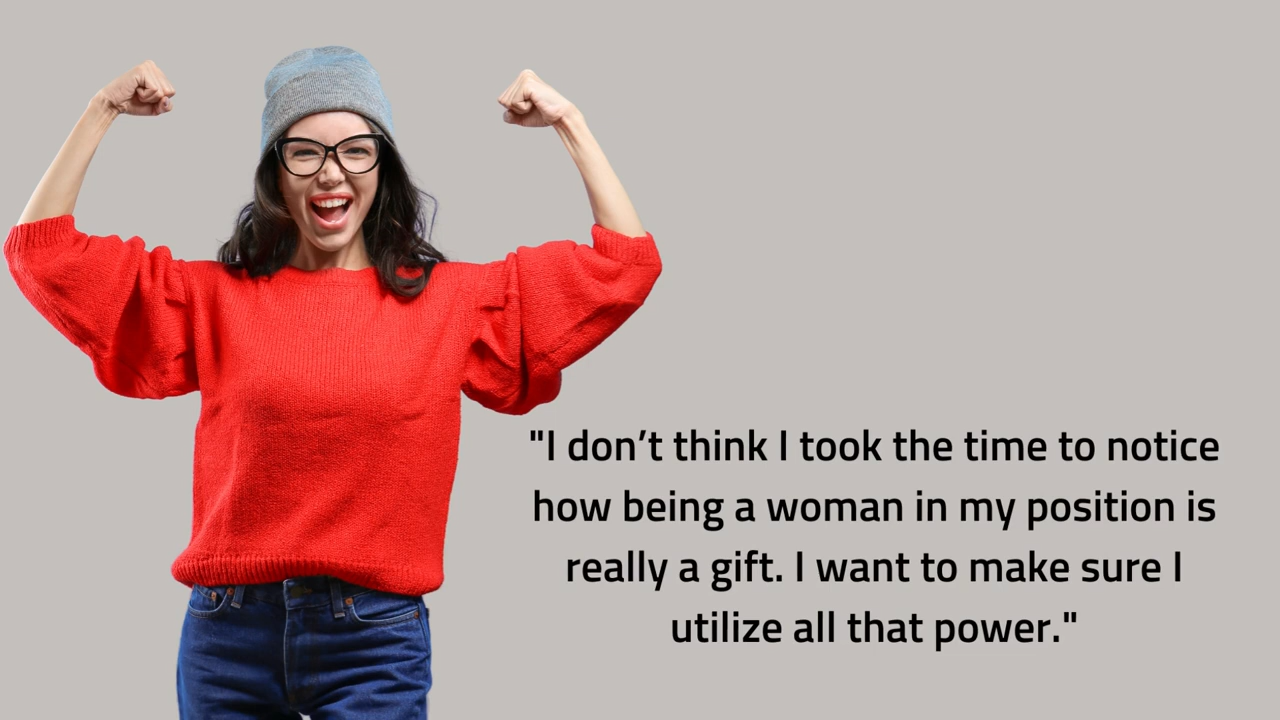 "I don’t think I took the time to notice
how being a woman in my position is
really a gift. I want to make sure I
utilize all that power."